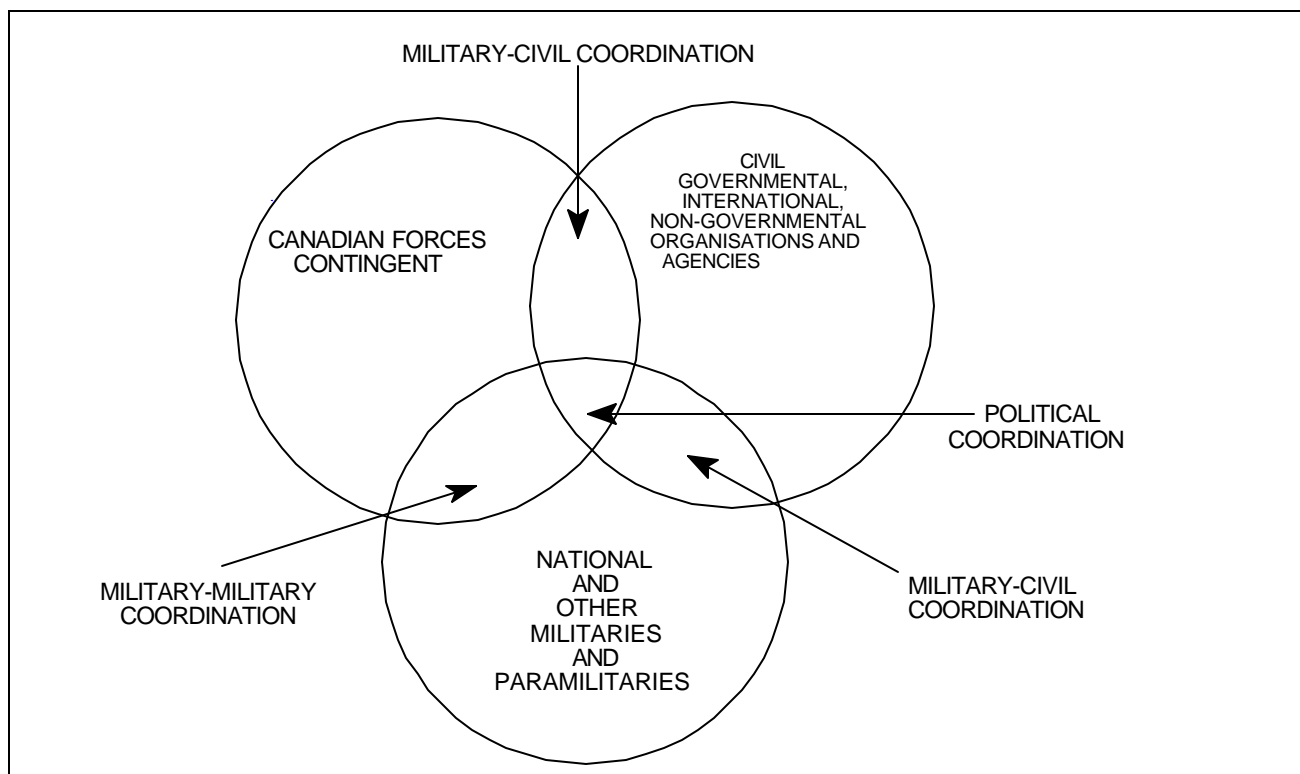 MILITARY-CIVIL COORDINATION
CANADIAN FORCES
CONTINGENT
CIVIL
GOVERNMENTAL,
INTERNATIONAL,
NON-GOVERNMENTAL
ORGANISATIONS AND
AGENCIES
POLITICAL
COORDINATION
MILITARY-MILITARY
COORDINATION
NATIONAL
AND
OTHER
MILITARIES
AND
PARAMILITARIES
MILITARY-CIVIL
COORDINATION